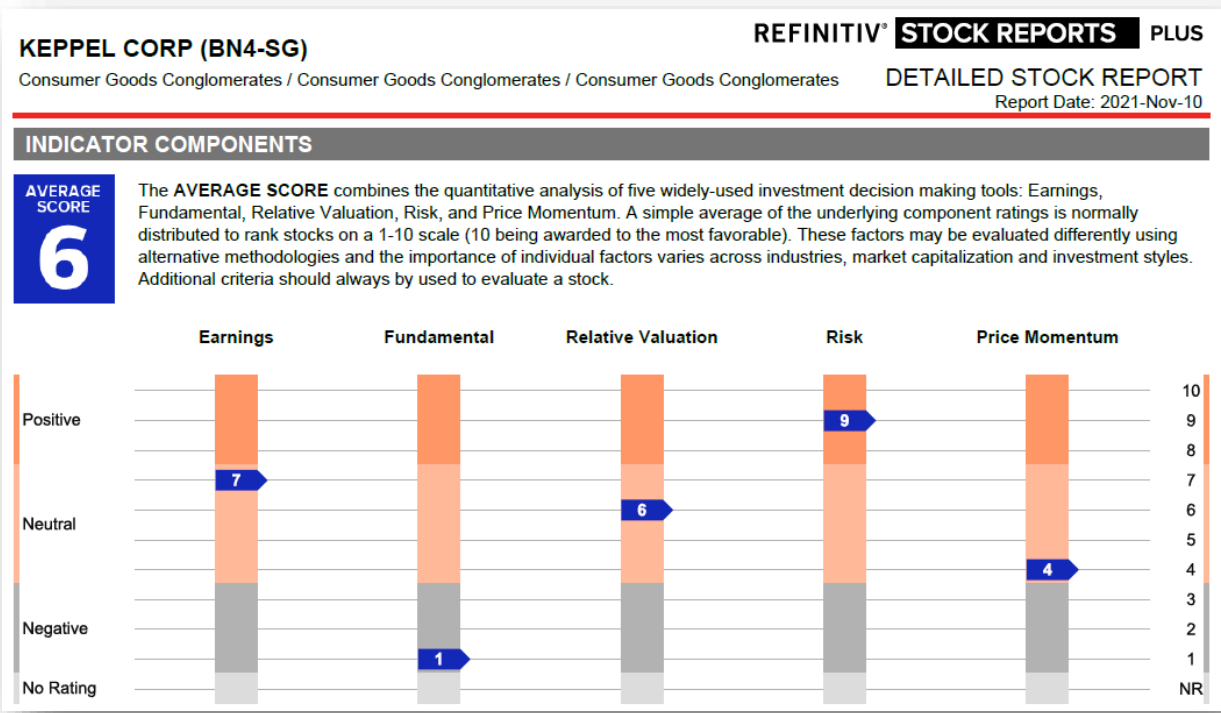 KEPPEL CORP (BN4-SG)
REFINITIV® STOCK REPORTS PLUS
Consumer Goods Conglomerates / Consumer Goods Conglomerates / Consumer Goods Conglomerates
DETAILED STOCK REPORT
Report Date: 2021-Nov-10
INDICATOR COMPONENTS
AVERAGE
SCORE
6
The AVERAGE SCORE combines the quantitative analysis of five widely-used investment decision making tools: Earnings,
Fundamental, Relative Valuation, Risk, and Price Momentum. A simple average of the underlying component ratings is normally
distributed to rank stocks on a 1-10 scale (10 being awarded to the most favorable). These factors may be evaluated differently using
alternative methodologies and the importance of individual factors varies across industries, market capitalization and investment styles.
Additional criteria should always by used to evaluate a stock.
Earnings Fundamental Relative Valuation Risk Price Momentum
10
Positive 9 9
8
7 7
Neutral 6 6
5
4 4
3
Negative 2
1 1
No Rating NR